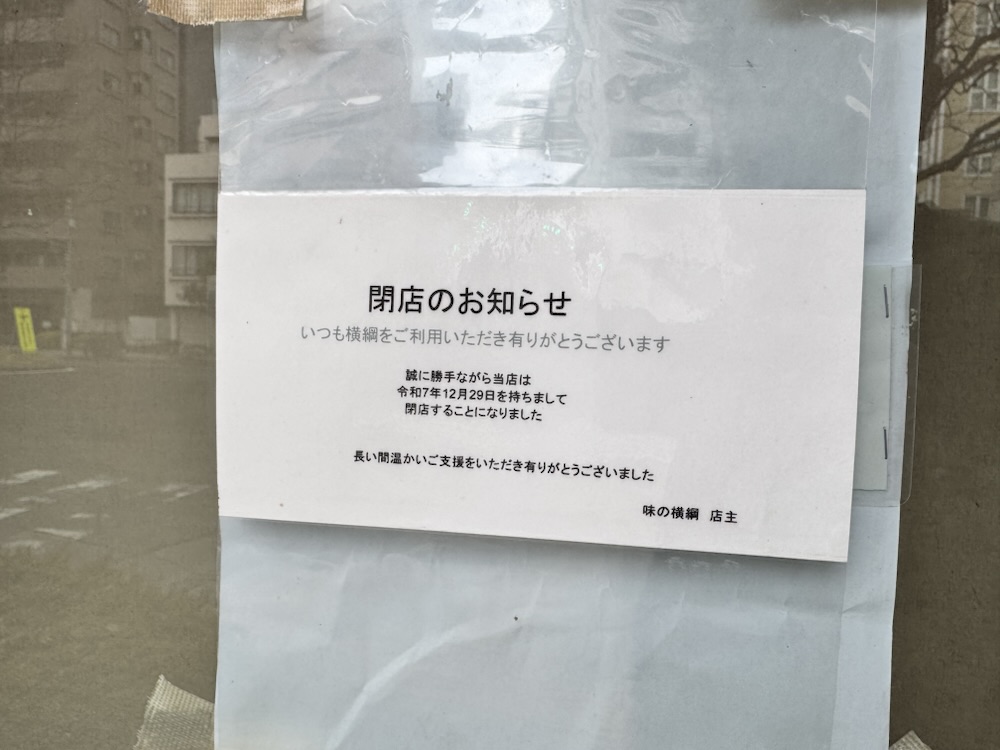 閉店のお知らせ
いつも横綱をご利用いただき有りがとうございます
誠に勝手ながら当店は
令和7年12月29日を持ちまして
閉店することになりました
長い間温かいご支援をいただき有りがとうございました
味の横綱 店主